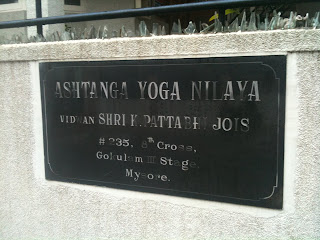 ASHTANGA YOGA NILAYA
VIDWAN SHRI K. PATTABHI JOIS
# 235, 8th Cross,
Gokulam III Stage,
Mysore.